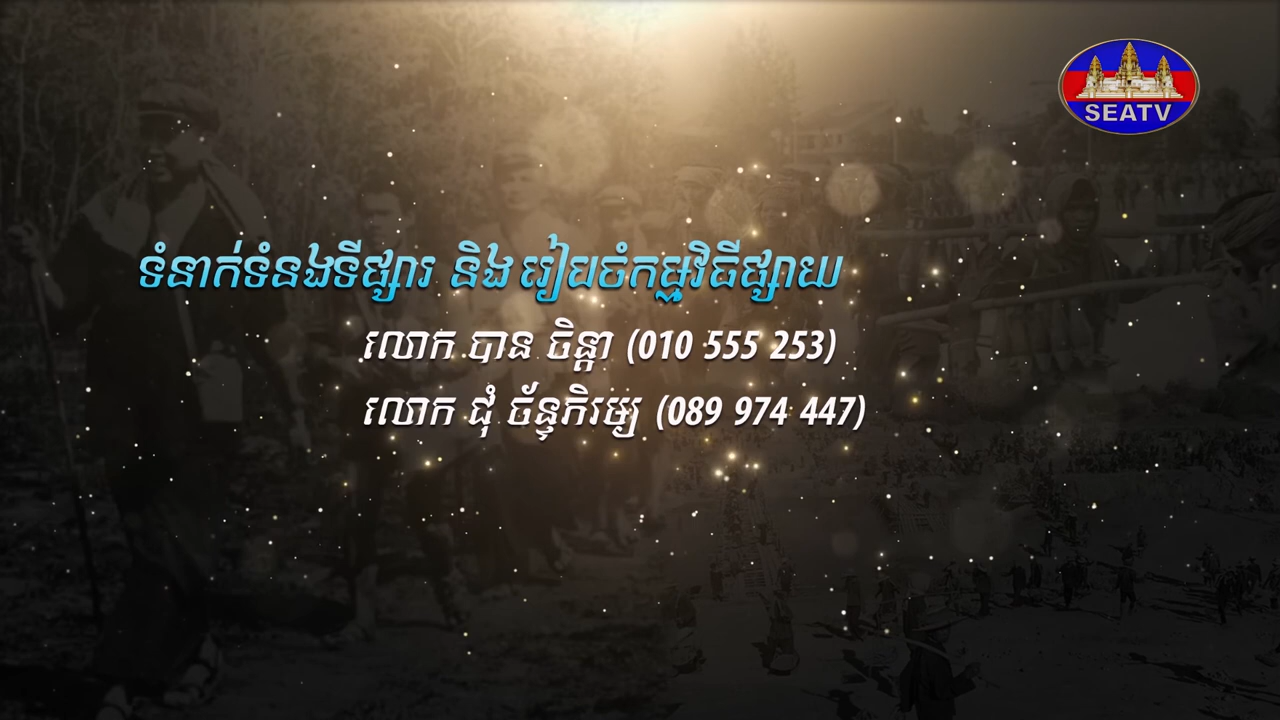 SEATV
ទំនាក់ទំនងទីផ្សារ និងរៀបចំកម្មវិធីផ្សាយ
លោក បាន ចិន្តា (010 555 253)
លោក ជុំ ច័ន្ទភិរម្យ (089 974 447)